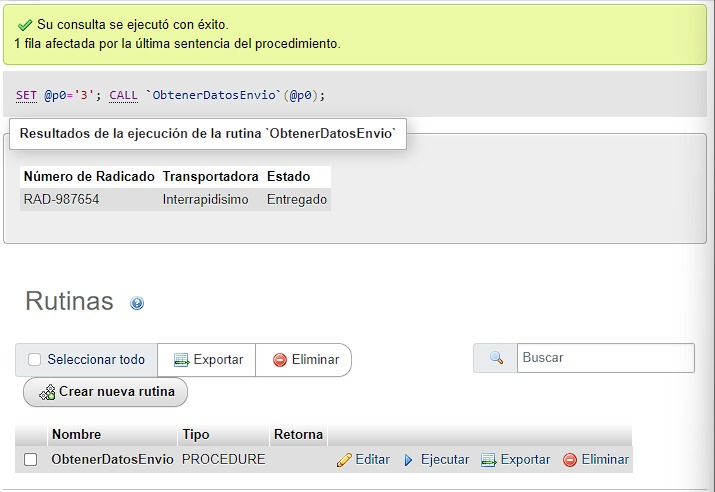 Su consulta se ejecutó con éxito.
1 fila afectada por la última sentencia del procedimiento.
SET @p0='3'; CALL `ObtenerDatosEnvio`(@p0);
Resultados de la ejecución de la rutina `ObtenerDatosEnvio`
Número de Radicado Transportadora Estado
RAD-987654 Interrapidisimo Entregado
Rutinas
Seleccionar todo Exportar Eliminar Buscar
Crear nueva rutina
Nombre Tipo Retorna
ObtenerDatosEnvio PROCEDURE Editar Ejecutar Exportar Eliminar